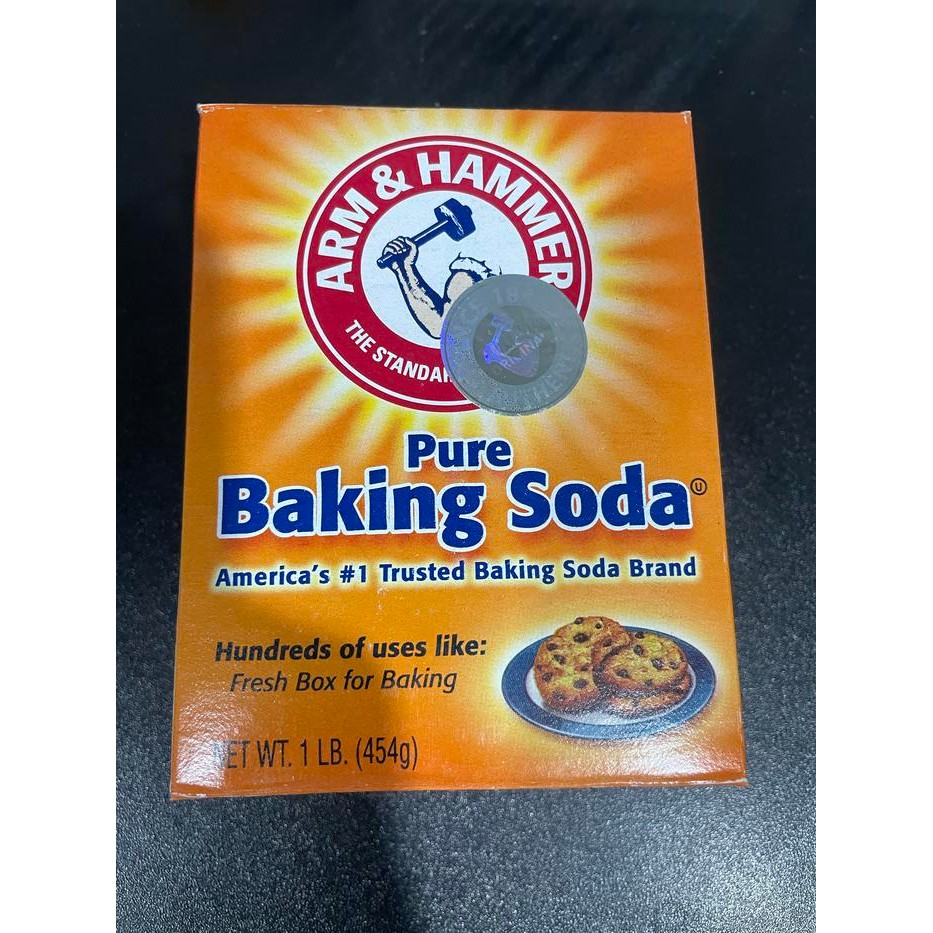 ARM & HAMMER
THE STANDAR
Pure
Baking Soda
America's #1 Trusted Baking Soda Brand
Hundreds of uses like:
Fresh Box for Baking
NET WT. 1 LB. (454g)